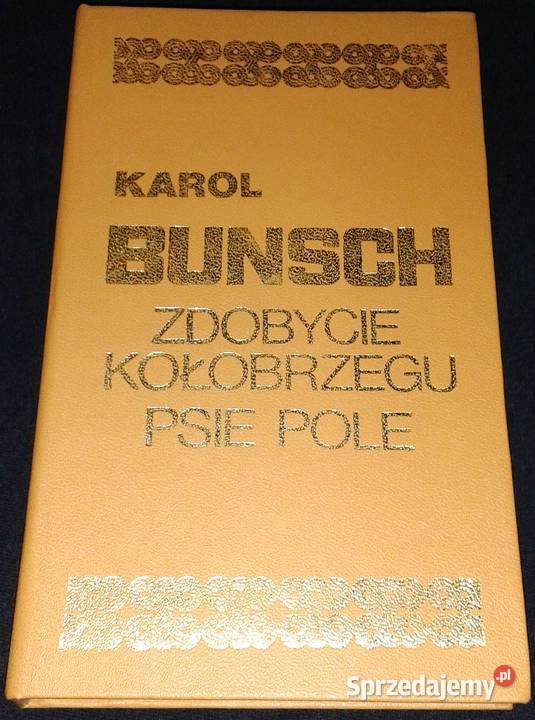 KAROL
BUNSCH
ZDOBYCIE
KOŁOBRZEGU
PSIE POLE
Sprzedajemy.pl